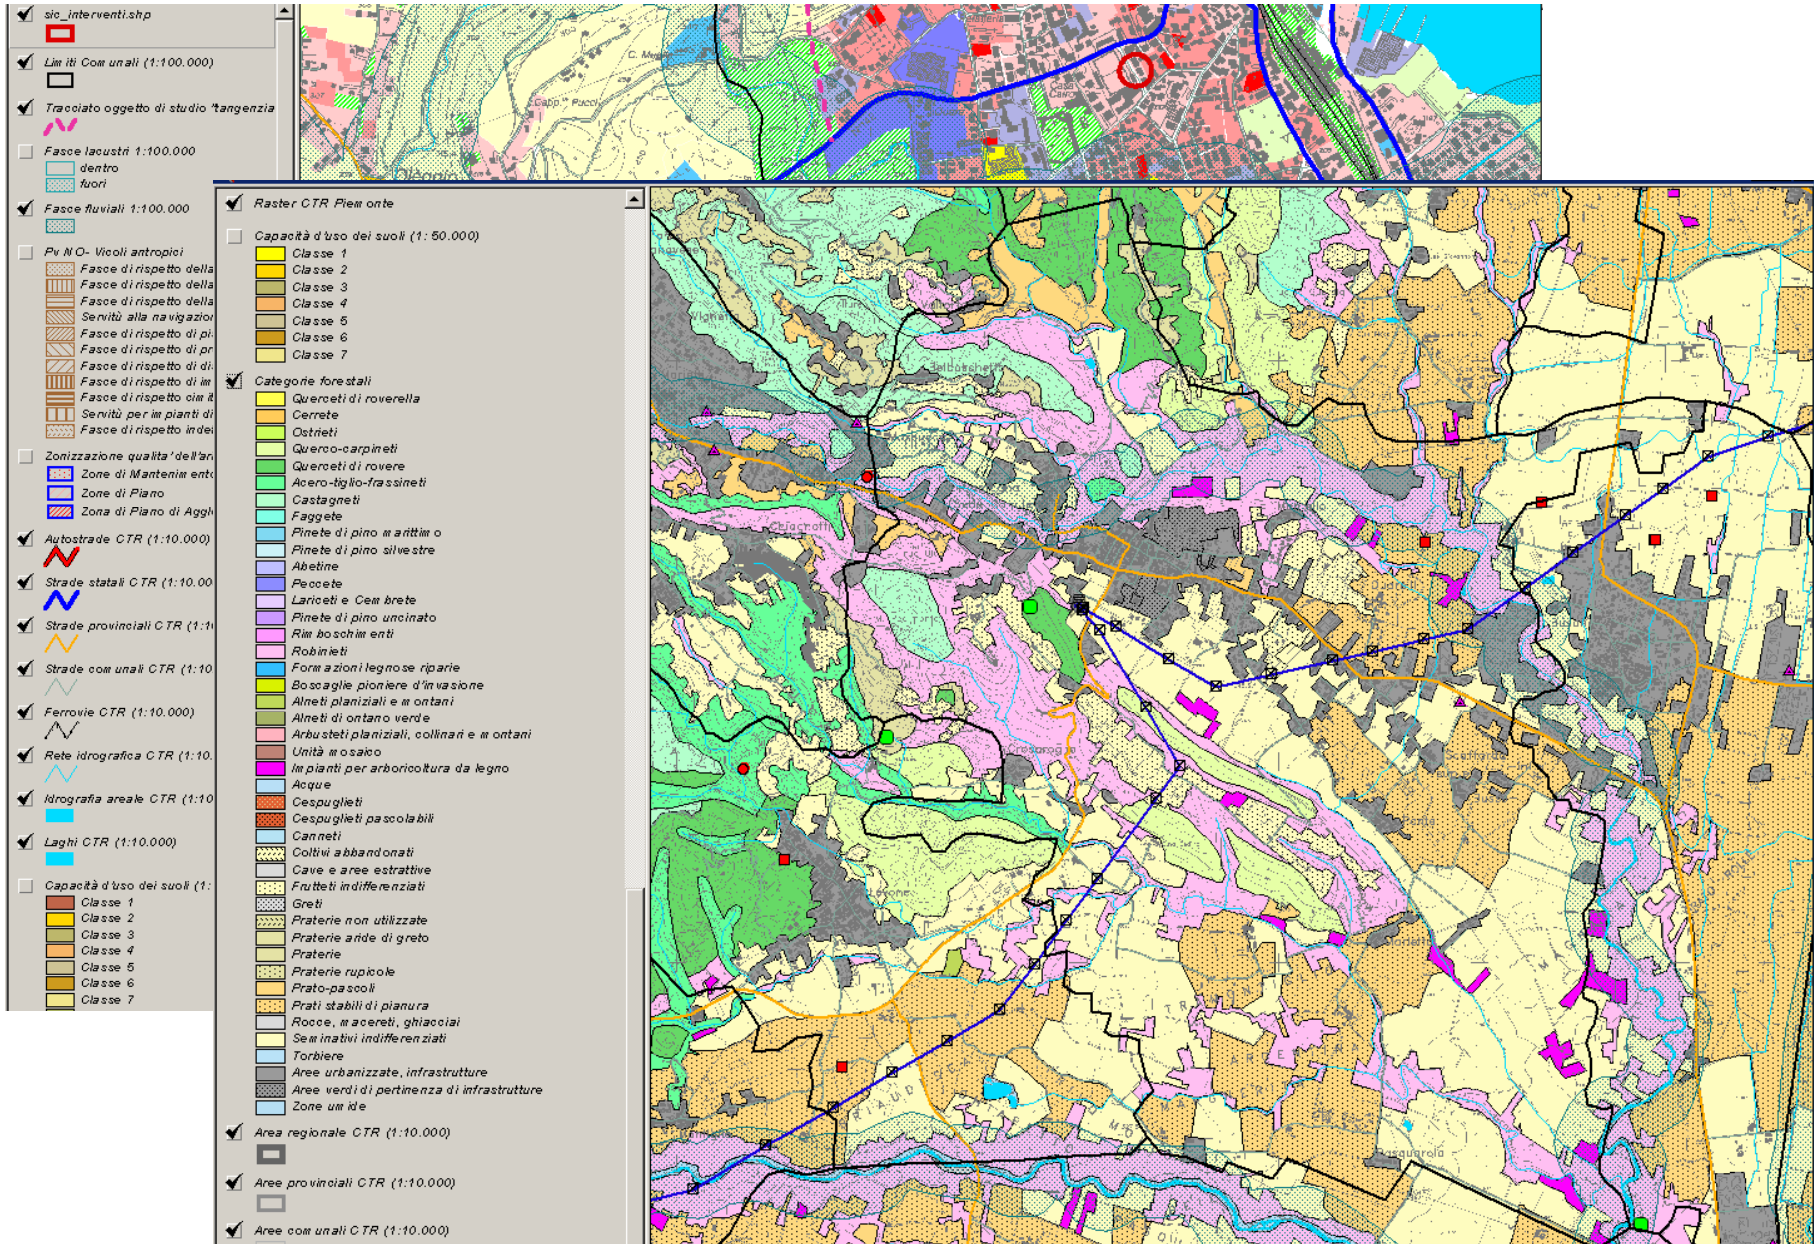 sic_interventi.shp
Limiti Comunali (1:100.000)
Tracciato oggetto di studio "tangenzia
Fasce lacustri 1:100.000
dentro
fuori
Fasce fluviali 1:100.000
Pv NO- Vicoli antropici
Fasce di rispetto della
Fasce di rispetto della
Fasce di rispetto della
Servitù alla navigazion
Fasce di rispetto di pi
Fasce di rispetto di pr
Fasce di rispetto di di
Fasce di rispetto di im
Fasce di rispetto cimit
Servitù per impianti di
Fasce di rispetto inde
Zonizzazione qualita' dell'ar
Zone di Mantenimento
Zone di Piano
Zona di Piano di Aggl
Autostrade CTR (1:10.000)
Strade statali CTR (1:10.00
Strade provinciali CTR (1:1
Strade comunali CTR (1:10
Ferrovie CTR (1:10.000)
Rete idrografica CTR (1:10.
Idrografia areale CTR (1:10
Laghi CTR (1:10.000)
Capacità d'uso dei suoli (1:
Classe 1
Classe 2
Classe 3
Classe 4
Classe 5
Classe 6
Classe 7
Raster CTR Piemonte
Capacità d'uso dei suoli (1:50.000)
Classe 1
Classe 2
Classe 3
Classe 4
Classe 5
Classe 6
Classe 7
Categorie forestali
Querceti di roverella
Cerrete
Ostrieti
Querco-carpineti
Querceti di rovere
Acero-tiglio-frassineti
Castagneti
Faggete
Pinete di pino marittimo
Pinete di pino silvestre
Abetine
Peccete
Lariceti e Cembrete
Pinete di pino uncinato
Rimboschimenti
Robinieti
Formazioni legnose riparie
Boscaglie pioniere d'invasione
Alneti planiziali e montani
Alneti di ontano verde
Arbusteti planiziali, collinari e montani
Unità mosaico
Impianti per arboricoltura da legno
Acque
Cespuglieti
Cespuglieti pascolabili
Canneti
Coltivi abbandonati
Cave e aree estrattive
Frutteti indifferenziati
Greti
Praterie non utilizzate
Praterie aride di greto
Praterie
Praterie rupicole
Prato-pascoli
Prati stabili di pianura
Rocce, macereti, ghiacciai
Seminativi indifferenziati
Torbiere
Aree urbanizzate, infrastrutture
Aree verdi di pertinenza di infrastrutture
Zone umide
Area regionale CTR (1:10.000)
Aree provinciali CTR (1:10.000)
Aree comunali CTR (1:10.000)